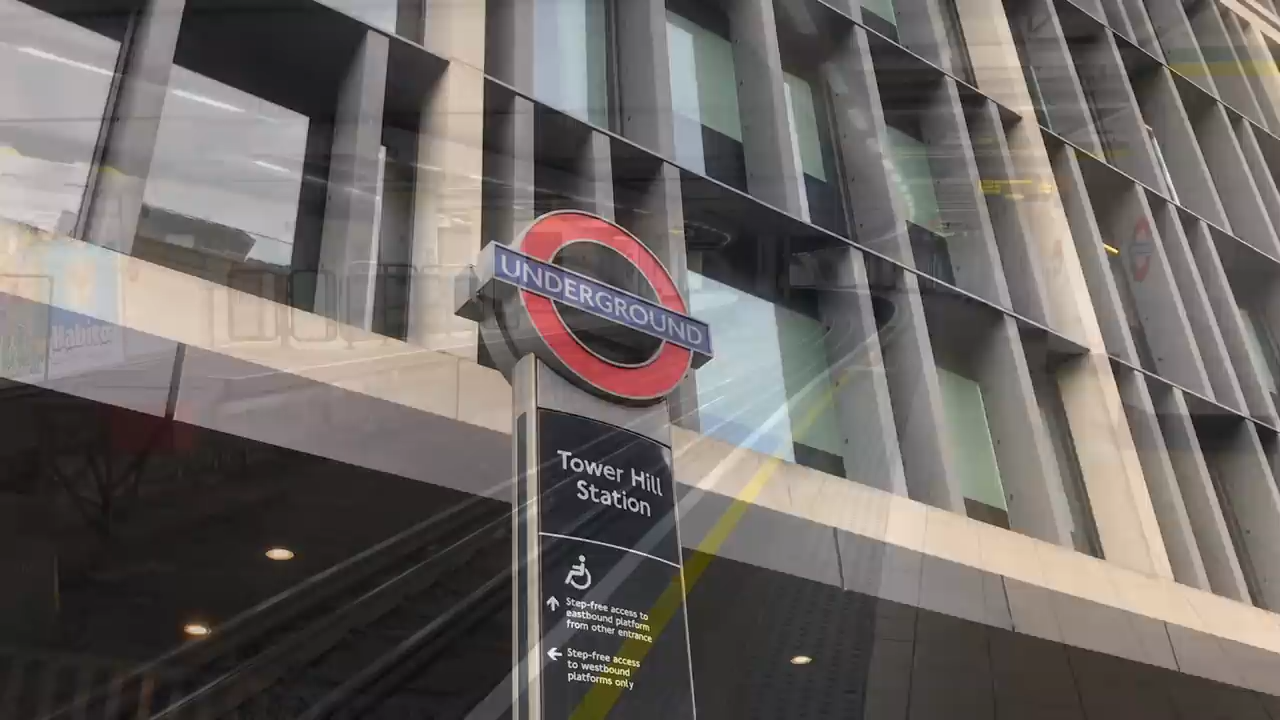 UNDERGROUND
Habito
Tower Hill
Station
Step-free access to
eastbound platform
from other entrance
Step-free access
to westbound
platforms only